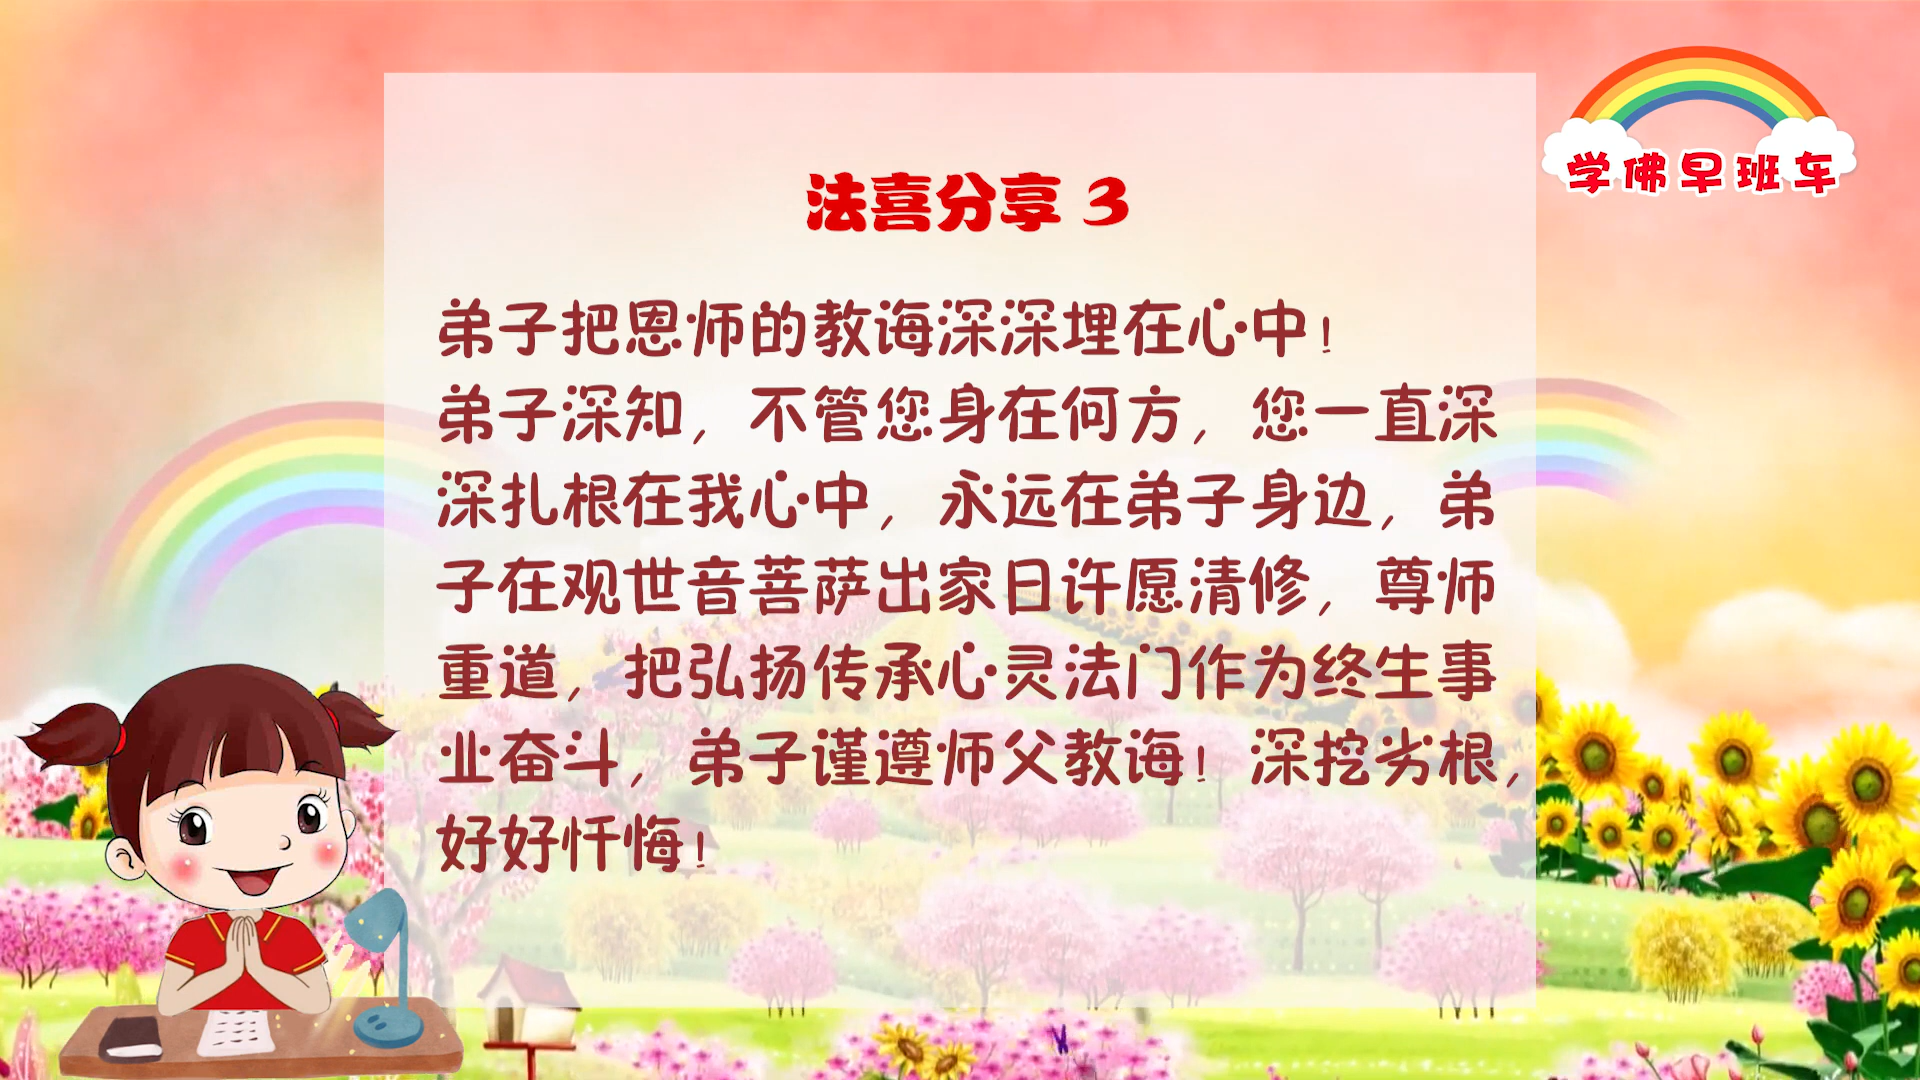 学佛早班车
法喜分享 3
弟子把恩师的教诲深深埋在心中！
弟子深知，不管您身在何方，您一直深
深扎根在我心中，永远在弟子身边，弟
子在观世音菩萨出家日许愿清修，尊师
重道，把弘扬传承心灵法门作为终生事
业奋斗，弟子谨遵师父教诲！深挖劣根，
好好忏悔！